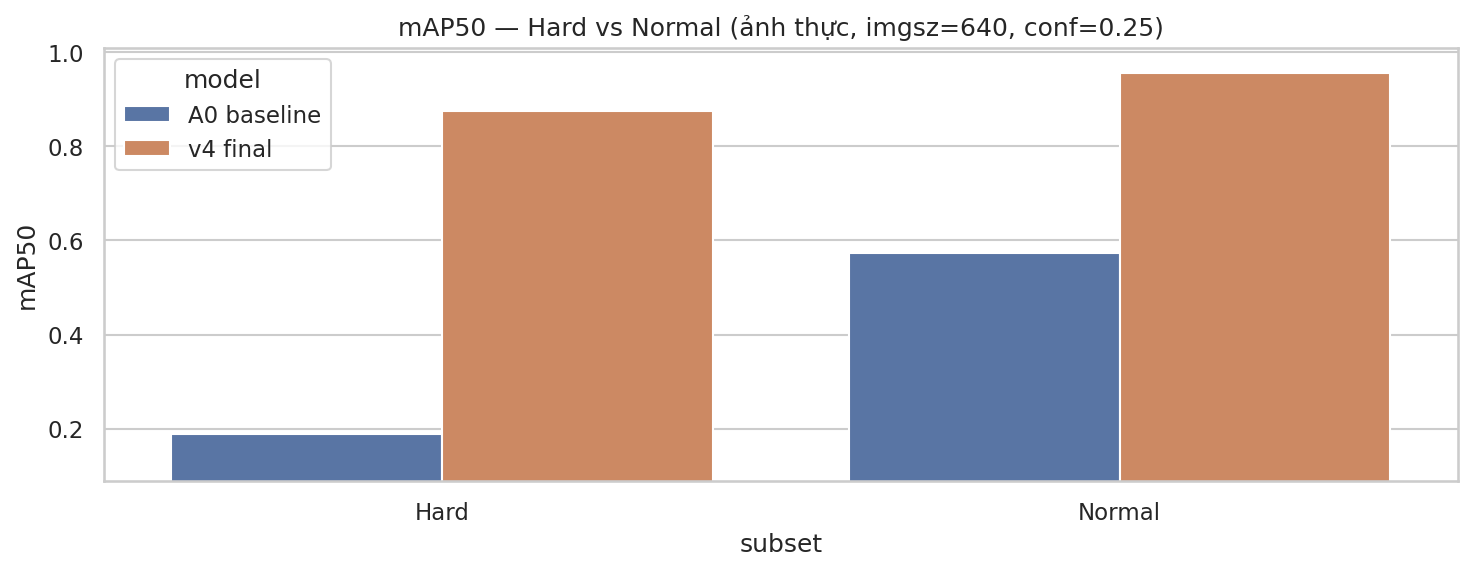 mAP50 — Hard vs Normal (ảnh thực, imgsz=640, conf=0.25)
model
A0 baseline
v4 final
mAP50
1.0
0.8
0.6
0.4
0.2
Hard
Normal
subset